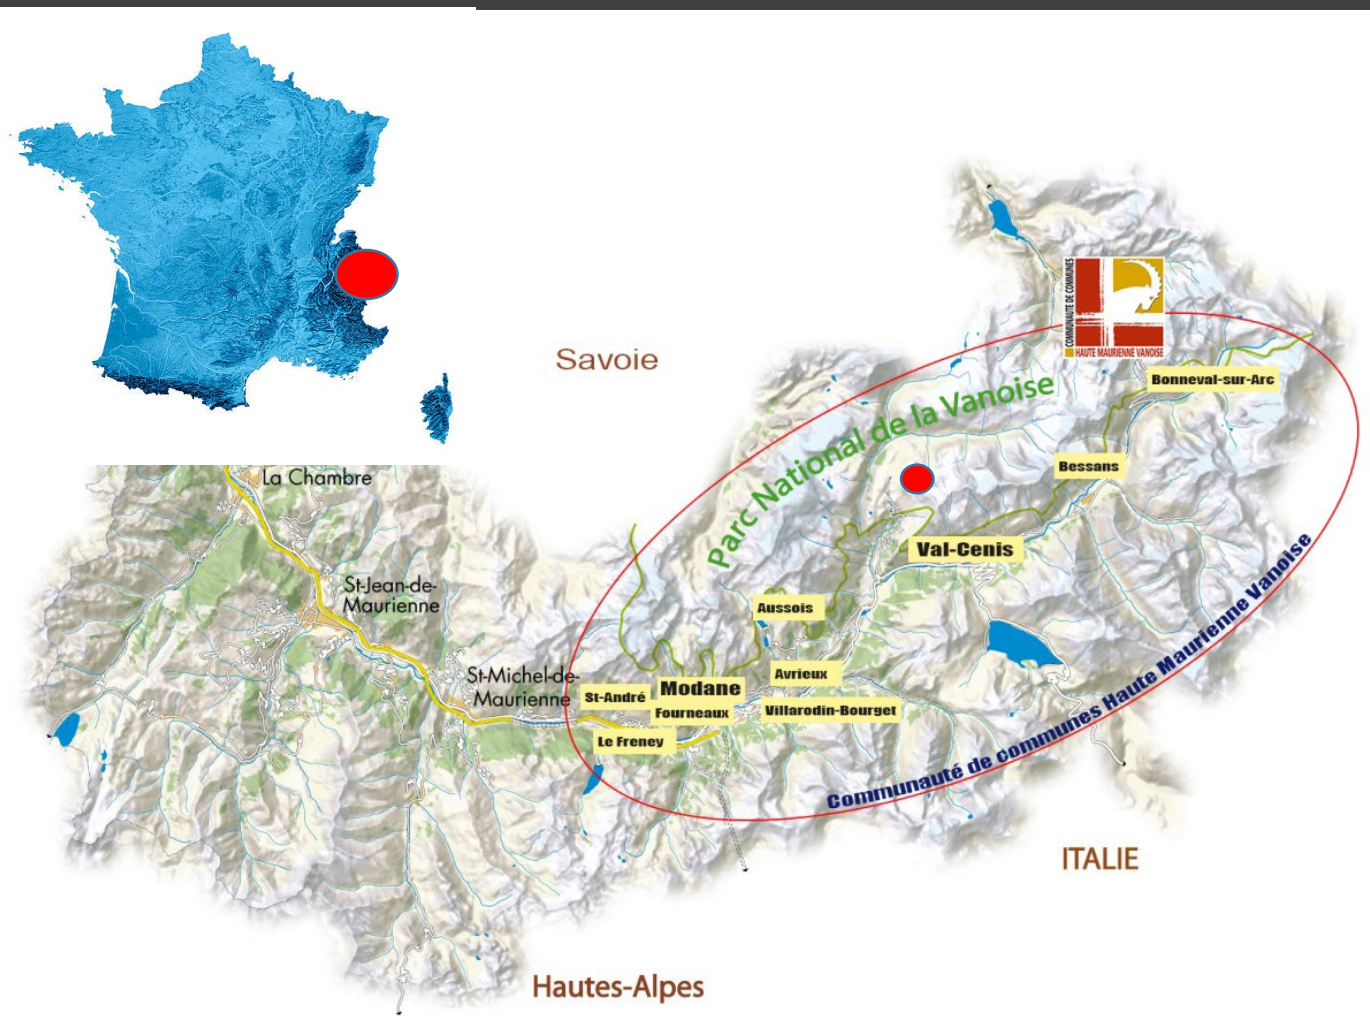 COMMUNAUTÉ DE COMMUNES
HAUTE MAURIENNE VANOISE
Savoie
Bonneval-sur-Arc
Parc National de la Vanoise
Bessans
La Chambre
Val-Cenis
St-Jean-de-
Maurienne
Aussois
St-Michel-de-
Maurienne
Avrieux
Modane
St-André
Fourneaux
Villarodin-Bourget
Le Freney
Communauté de communes Haute Maurienne Vanoise
ITALIE
Hautes-Alpes